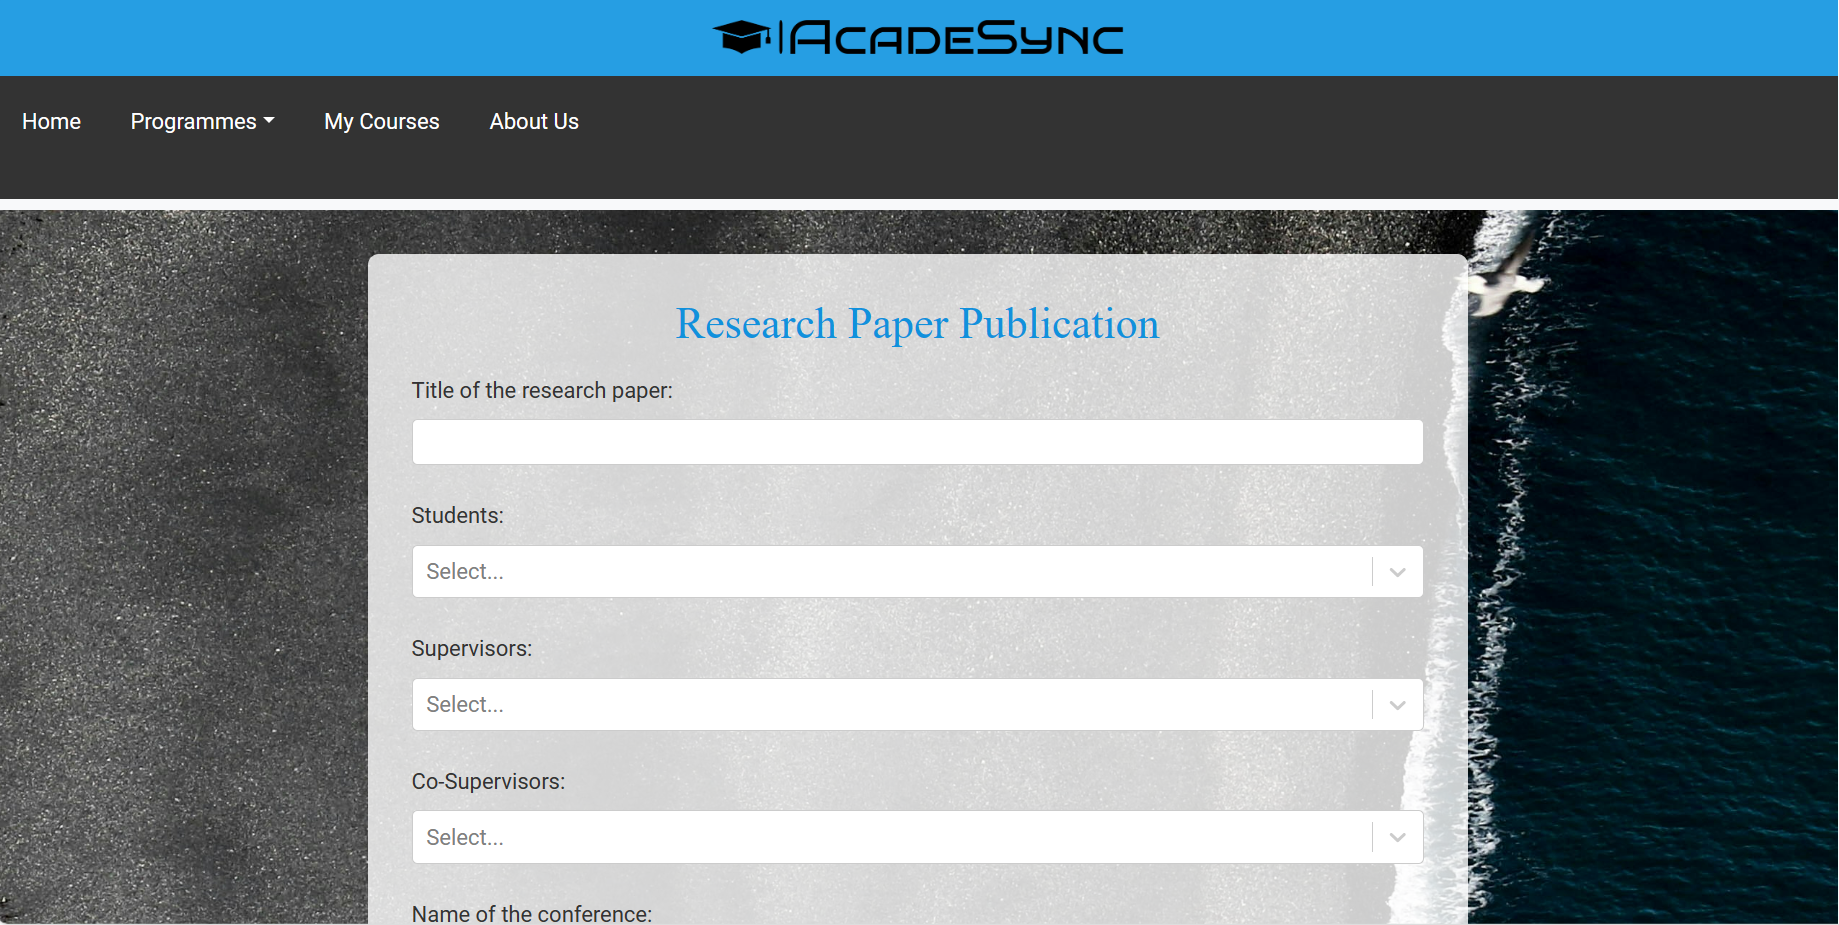 AcadeSync
Home Programmes My Courses About Us
Research Paper Publication
Title of the research paper:
Students:
Select...
Supervisors:
Select...
Co-Supervisors:
Select...
Name of the conference: